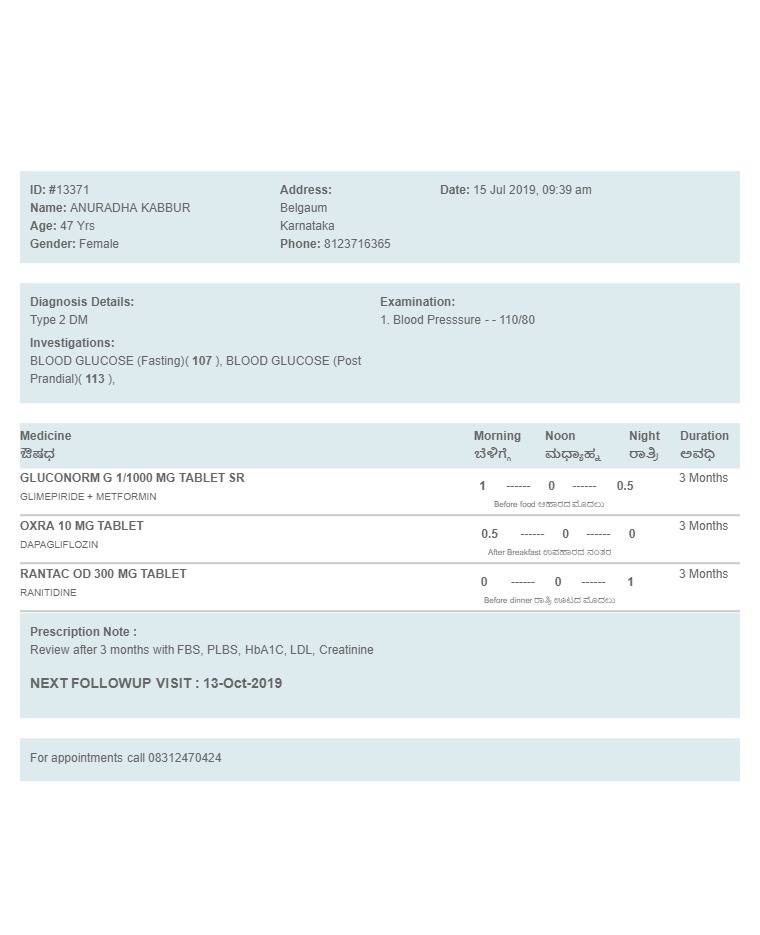 ID: #13371
Name: ANURADHA KABBUR
Age: 47 Yrs
Gender: Female
Address:
Belgaum
Karnataka
Phone: 8123716365
Date: 15 Jul 2019, 09:39 am
Diagnosis Details:
Type 2 DM
Investigations:
BLOOD GLUCOSE (Fasting)( 107 ), BLOOD GLUCOSE (Post
Prandial)( 113 ),
Examination:
1. Blood Presssure - - 110/80
Medicine Morning Noon Night Duration
ಔಷಧ ಬೆಳಿಗ್ಗೆ ಮಧ್ಯಾಹ್ನ ರಾತ್ರಿ ಅವಧಿ
GLUCONORM G 1/1000 MG TABLET SR 1 ------ 0 ------ 0.5 3 Months
GLIMEPIRIDE + METFORMIN Before food ಆಹಾರದ ಮೊದಲು
OXRA 10 MG TABLET 0.5 ------ 0 ------ 0 3 Months
DAPAGLIFLOZIN After Breakfast ಉಪಹಾರದ ನಂತರ
RANTAC OD 300 MG TABLET 0 ------ 0 ------ 1 3 Months
RANITIDINE Before dinner ರಾತ್ರಿ ಊಟದ ಮೊದಲು
Prescription Note :
Review after 3 months with FBS, PLBS, HbA1C, LDL, Creatinine
NEXT FOLLOWUP VISIT : 13-Oct-2019
For appointments call 08312470424